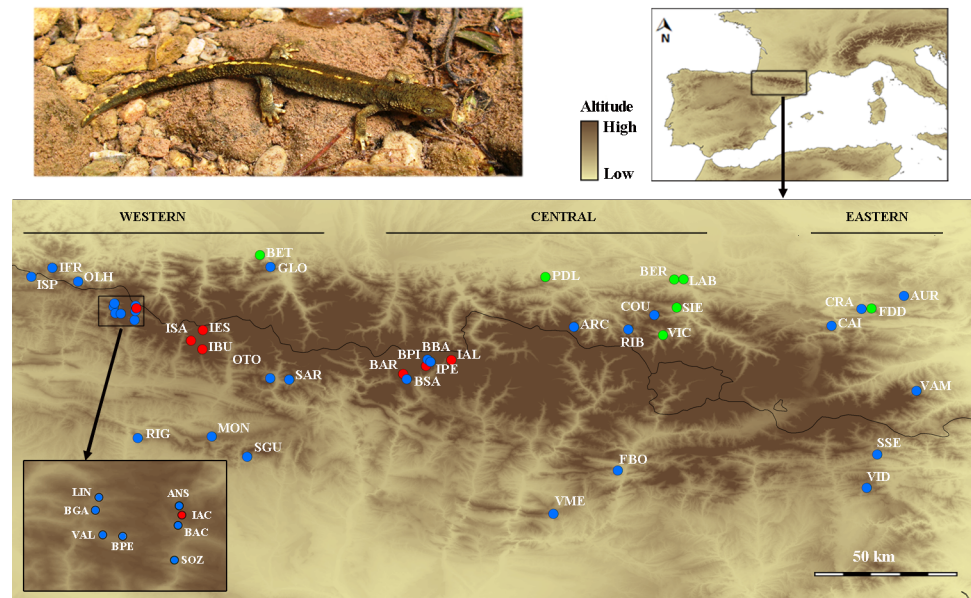 N
Altitude
High
Low
WESTERN
CENTRAL
EASTERN
BET
GLO
IFR
ISP
OLH
PDL
BER
LAB
SIE
COU
VIC
RIB
ARC
AUR
CRA
FDD
CAI
ISA
IES
IBU
OTO
SAR
BBA
BPI
IAL
BAR
IPE
BSA
VAM
RIG
MON
SGU
FBO
VME
SSE
VID
LIN
ANS
BGA
IAC
BAC
VAL
BPE
SOZ
50 km